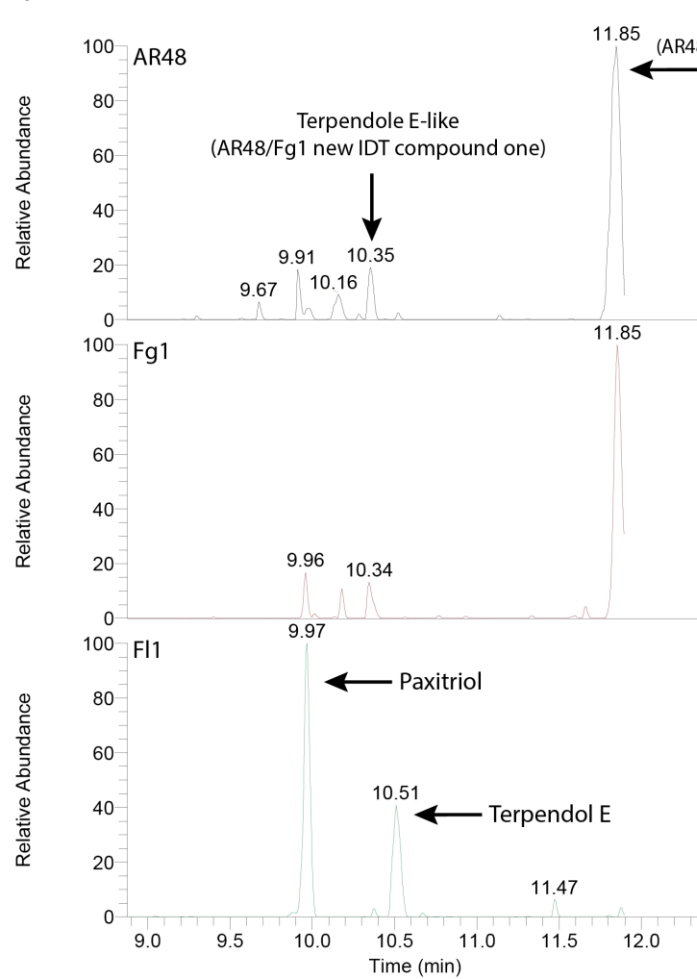 AR48
Relative Abundance
100
80
60
40
20
0
9.67
9.91
10.16
10.35
11.85
Terpendole E-like
(AR48/Fg1 new IDT compound one)
Fg1
Relative Abundance
100
80
60
40
20
0
9.96
10.34
11.85
Fl1
Relative Abundance
100
80
60
40
20
0
9.97
Paxitriol
10.51
Terpendol E
11.47
9.0 9.5 10.0 10.5 11.0 11.5 12.0
Time (min)